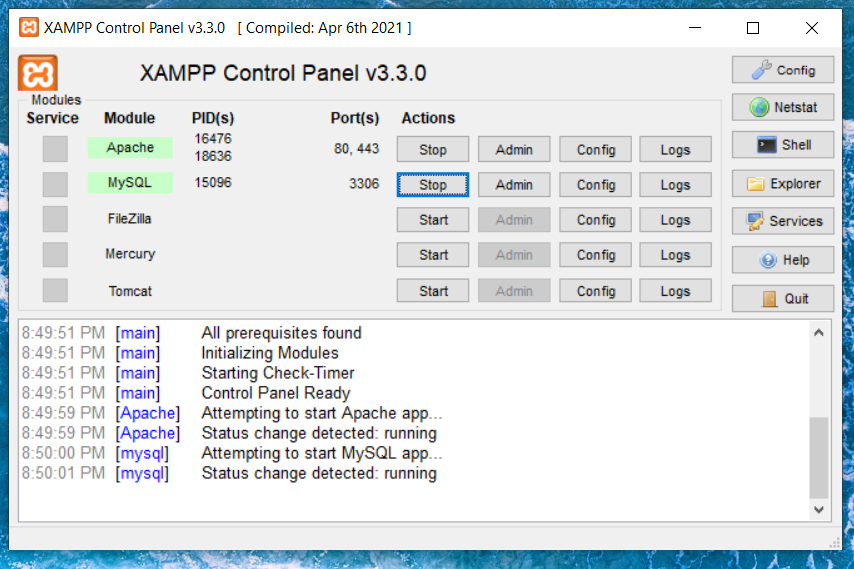 XAMPP Control Panel v3.3.0 [ Compiled: Apr 6th 2021 ]
XAMPP Control Panel v3.3.0
Config
Modules
Service Module PID(s) Port(s) Actions
Netstat
Apache 16476 18636 80, 443 Stop Admin Config Logs
Shell
MySQL 15096 3306 Stop Admin Config Logs
Explorer
FileZilla Start Admin Config Logs
Services
Mercury Start Admin Config Logs
Help
Tomcat Start Admin Config Logs
Quit
8:49:51 PM [main] All prerequisites found
8:49:51 PM [main] Initializing Modules
8:49:51 PM [main] Starting Check-Timer
8:49:51 PM [main] Control Panel Ready
8:49:59 PM [Apache] Attempting to start Apache app...
8:49:59 PM [Apache] Status change detected: running
8:50:00 PM [mysql] Attempting to start MySQL app...
8:50:01 PM [mysql] Status change detected: running